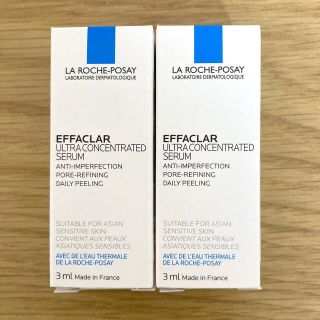 LA ROCHE-POSAY
LABORATOIRE DERMATOLOGIQUE
EFFACLAR
ULTRA CONCENTRATED
SERUM
ANTI-IMPERFECTION
PORE-REFINING
DAILY PEELING
SUITABLE FOR ASIAN
SENSITIVE SKIN
CONVIENT AUX PEAUX
ASIATIQUES SENSIBLES
AVEC DE L'EAU THERMALE
DE LA ROCHE-POSAY
3 ml Made in France
LA ROCHE-POSAY
LABORATOIRE DERMATOLOGIQUE
EFFACLAR
ULTRA CONCENTRATED
SERUM
ANTI-IMPERFECTION
PORE-REFINING
DAILY PEELING
SUITABLE FOR ASIAN
SENSITIVE SKIN
CONVIENT AUX PEAUX
ASIATIQUES SENSIBLES
AVEC DE L'EAU THERMALE
DE LA ROCHE-POSAY
3 ml Made in France